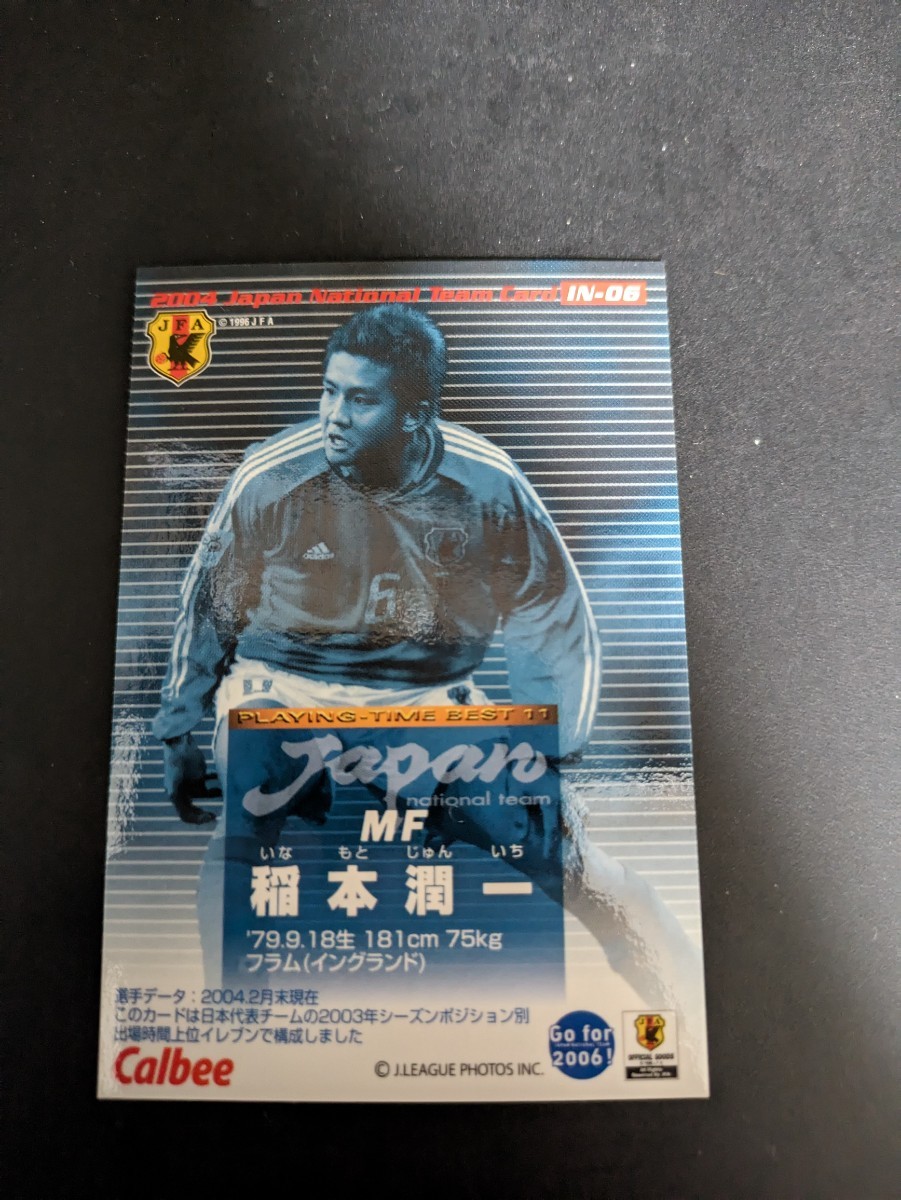 2004 Japan National Team Card IN-06
JFA
© 1996 J F A
adidas
6
PLAYING-TIME BEST 11
Japan
national team
MF
いな もと じゅん いち
稲本潤一
'79.9.18生 181cm 75kg
フラム(イングランド)
選手データ:2004.2月末現在
このカードは日本代表チームの2003年シーズンポジション別
出場時間上位イレブンで構成しました
Calbee
© J.LEAGUE PHOTOS INC.
Go for
2006!
OFFICIAL GOODS